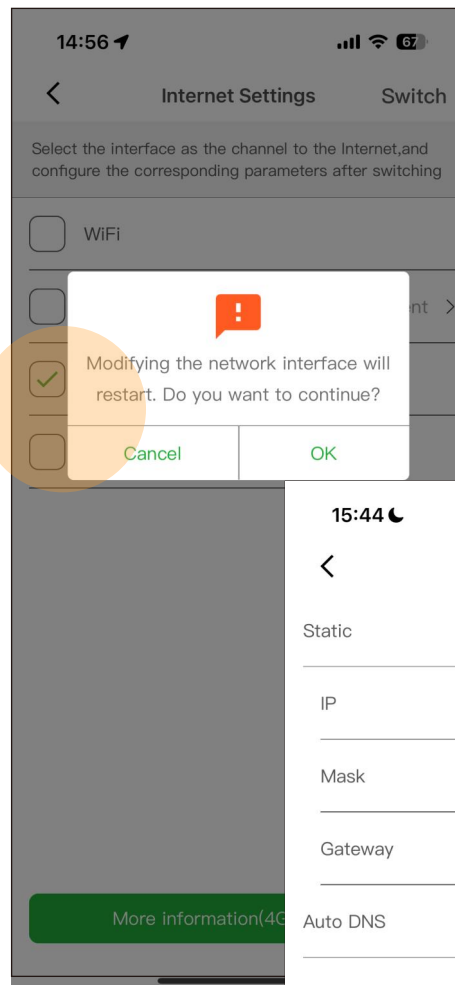 14:56
67
Internet Settings
Switch
Select the interface as the channel to the Internet,and
configure the corresponding parameters after switching
WiFi
nt
Modifying the network interface will
restart. Do you want to continue?
Cancel
OK
More information(4G
15:44
Static
IP
Mask
Gateway
Auto DNS